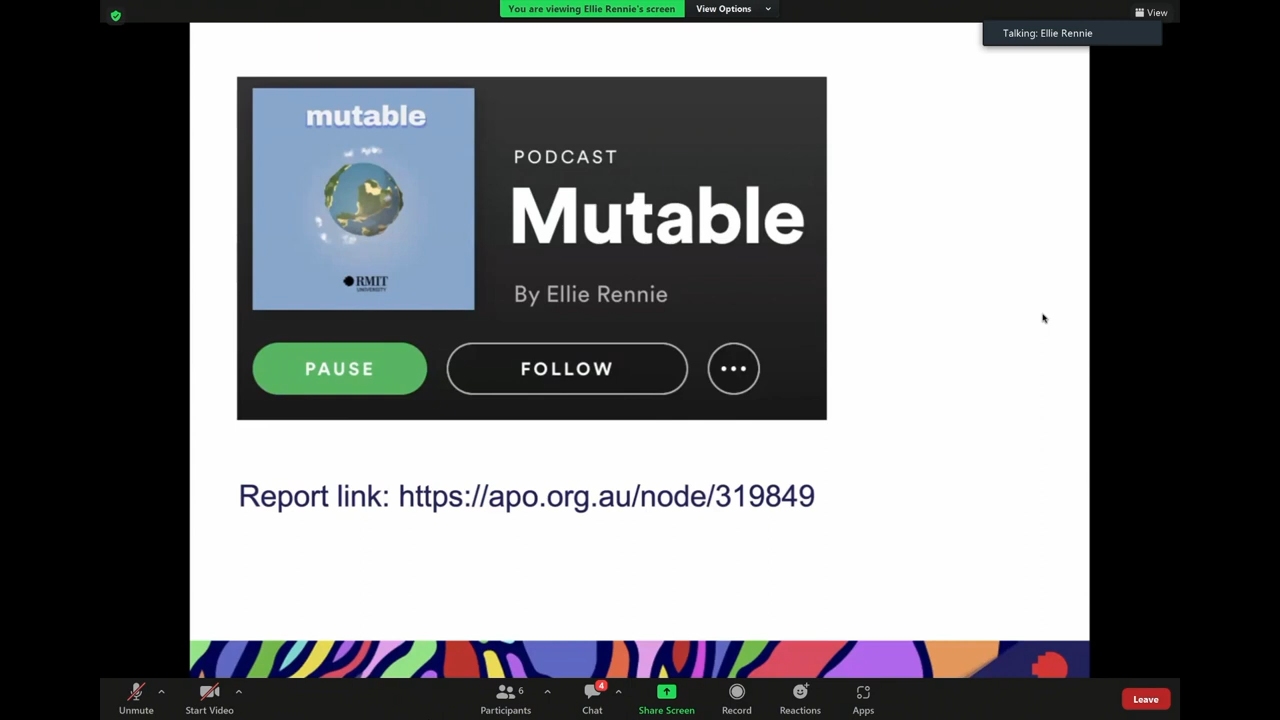 You are viewing Ellie Rennie's screen
View Options
View
Talking: Ellie Rennie
mutable
RMIT
UNIVERSITY
PODCAST
Mutable
By Ellie Rennie
PAUSE
FOLLOW
Report link: https://apo.org.au/node/319849
Unmute
Start Video
6
Participants
4
Chat
Share Screen
Record
Reactions
Apps
Leave